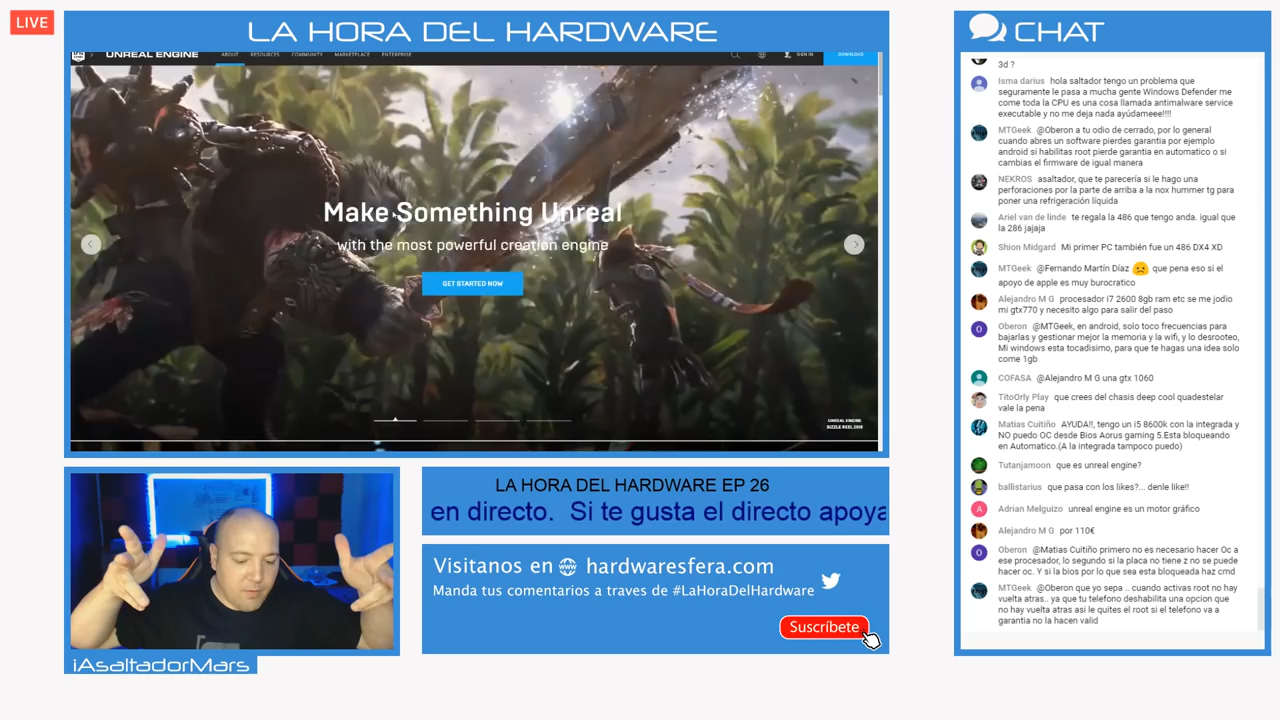 LIVE
LA HORA DEL HARDWARE
UNREAL ENGINE
ABOUT
RESOURCES
COMMUNITY
MARKETPLACE
ENTERPRISE
SIGN IN
DOWNLOAD
Make Something Unreal
with the most powerful creation engine
GET STARTED NOW
UNREAL ENGINE
SIZZLE REEL 2018
iAsaltadorMars
LA HORA DEL HARDWARE EP 26
en directo. Si te gusta el directo apoya
Visitanos en www hardwaresfera.com
Manda tus comentarios a traves de #LaHoraDelHardware
Suscríbete
CHAT
3d ?
Isma darius hola saltador tengo un problema que
seguramente le pasa a mucha gente Windows Defender me
come toda la CPU es una cosa llamada antimalware service
executable y no me deja nada ayúdameee!!!!
MTGeek @Oberon a tu odio de cerrado, por lo general
cuando abres un software pierdes garantia por ejemplo
android si habilitas root pierde garantia en automatico o si
cambias el firmware de igual manera
NEKROS asaltador, que te parecería si le hago una
perforaciones por la parte de arriba a la nox hummer tg para
poner una refrigeración líquida
Ariel van de linde te regala la 486 que tengo anda. igual que
la 286 jajaja
Shion Midgard Mi primer PC también fue un 486 DX4 XD
MTGeek @Fernando Martín Díaz que pena eso si el
apoyo de apple es muy burocratico
Alejandro M G procesador i7 2600 8gb ram etc se me jodio
mi gtx770 y necesito algo para salir del paso
O
Oberon @MTGeek, en android, solo toco frecuencias para
bajarlas y gestionar mejor la memoria y la wifi, y lo desrooteo,
Mi windows esta tocadisimo, para que te hagas una idea solo
come 1gb
COFASA @Alejandro M G una gtx 1060
TitoOrly Play que crees del chasis deep cool quadestelar
vale la pena
Matias Cuitiño AYUDA!!, tengo un i5 8600k con la integrada y
NO puedo OC desde Bios Aorus gaming 5.Esta bloqueando
en Automatico.(A la integrada tampoco puedo)
Tutanjamoon que es unreal engine?
ballistarius que pasa con los likes?... denle like!!
A
Adrian Melguizo unreal engine es un motor gráfico
Alejandro M G por 110€
O
Oberon @Matias Cuitiño primero no es necesario hacer Oc a
ese procesador, lo segundo si la placa no tiene z no se puede
hacer oc. Y si la bios por lo que sea esta bloqueada haz cmd
MTGeek @Oberon que yo sepa .. cuando activas root no hay
vuelta atras.. ya que tu telefono deshabilita una opcion que
no hay vuelta atras asi le quites el root si el telefono va a
garantia no la hacen valid